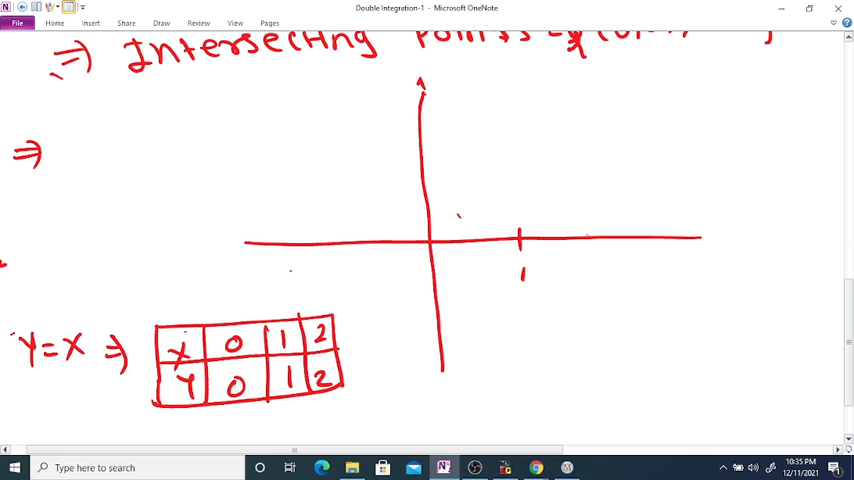 Double Integration-1 - Microsoft OneNote
File Home Insert Share Draw Review View Pages
⇒ Intersecting
⇒
1
Y=X ⇒
X 0 1 2
Y 0 1 2
Type here to search
10:35 PM
12/11/2021